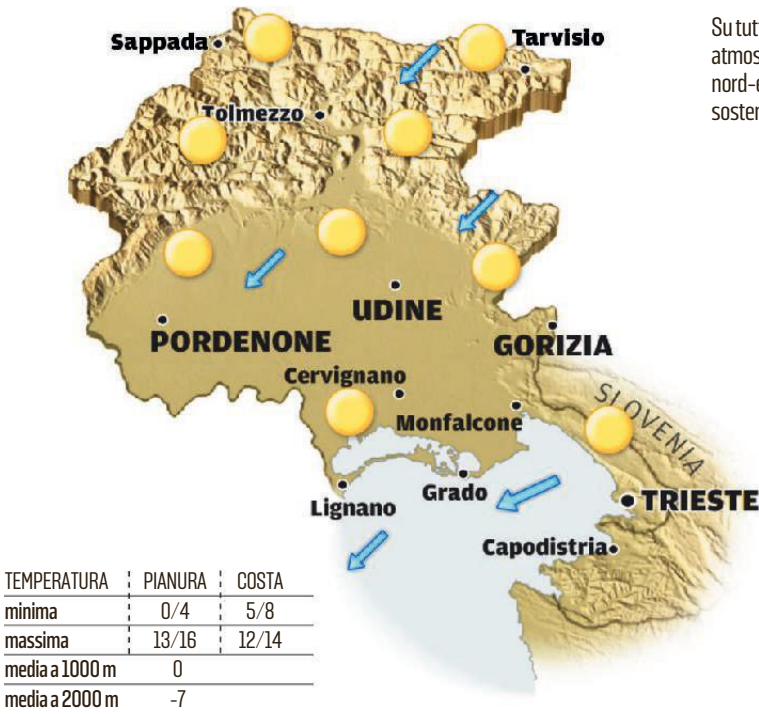 Sappada
Tarvisio
Tolmezzo
UDINE
PORDENONE
GORIZIA
Cervignano
Monfalcone
SLOVENIA
Lignano
Grado
TRIESTE
Capodistria
Su tut
atmos
nord-e
soster
TEMPERATURA PIANURA COSTA
minima 0/4 5/8
massima 13/16 12/14
media a 1000 m 0
media a 2000 m -7